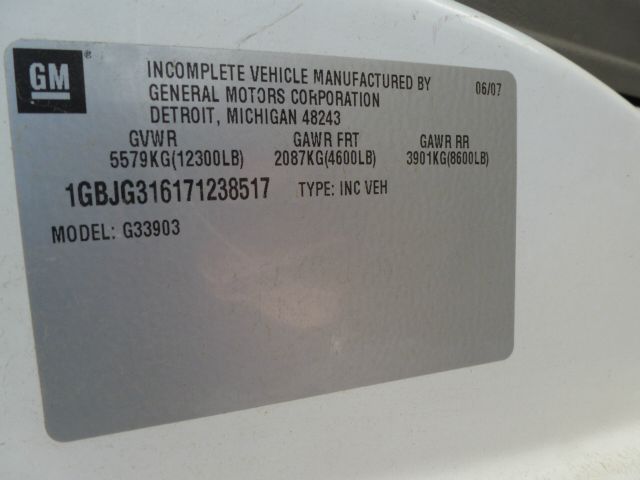 GM®
INCOMPLETE VEHICLE MANUFACTURED BY 06/07
GENERAL MOTORS CORPORATION
DETROIT, MICHIGAN 48243
GVWR GAWR FRT GAWR RR
5579KG(12300LB) 2087KG(4600LB) 3901KG(8600LB)
1GBJG316171238517 TYPE: INC VEH
MODEL: G33903